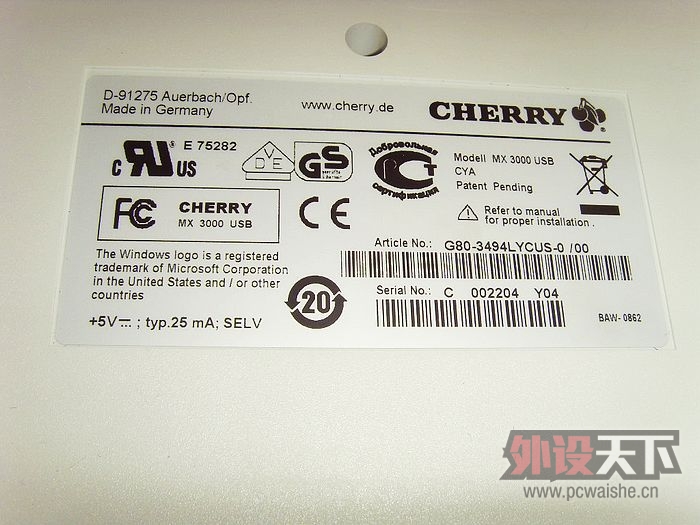 D-91275 Auerbach/Opf.
Made in Germany
www.cherry.de
CHERRY
®
c RU US
® E 75282
VDE
GS
Добровольная
сертификация
Modell MX 3000 USB
CYA
Patent Pending
FC
CHERRY
MX 3000 USB
CE
Refer to manual
for proper installation.
The Windows logo is a registered
trademark of Microsoft Corporation
in the United States and / or other
countries
Article No.: G80-3494LYCUS-0 /00
20
Serial No.: C 002204 Y04
+5V ; typ.25 mA; SELV
BAW- 0862
外设天下
www.pcwaishe.cn